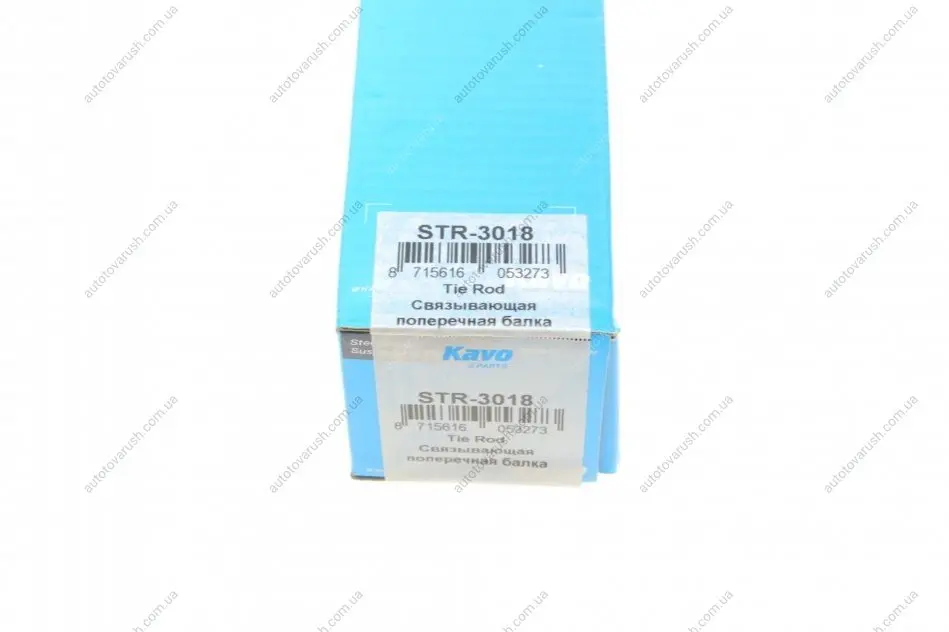 STR-3018
8 715616 053273
Tie Rod
Связывающая
поперечная балка
Kavo
PARTS
STR-3018
8 715616 053273
Tie Rod
Связывающая
поперечная балка
autotovarush.com.ua